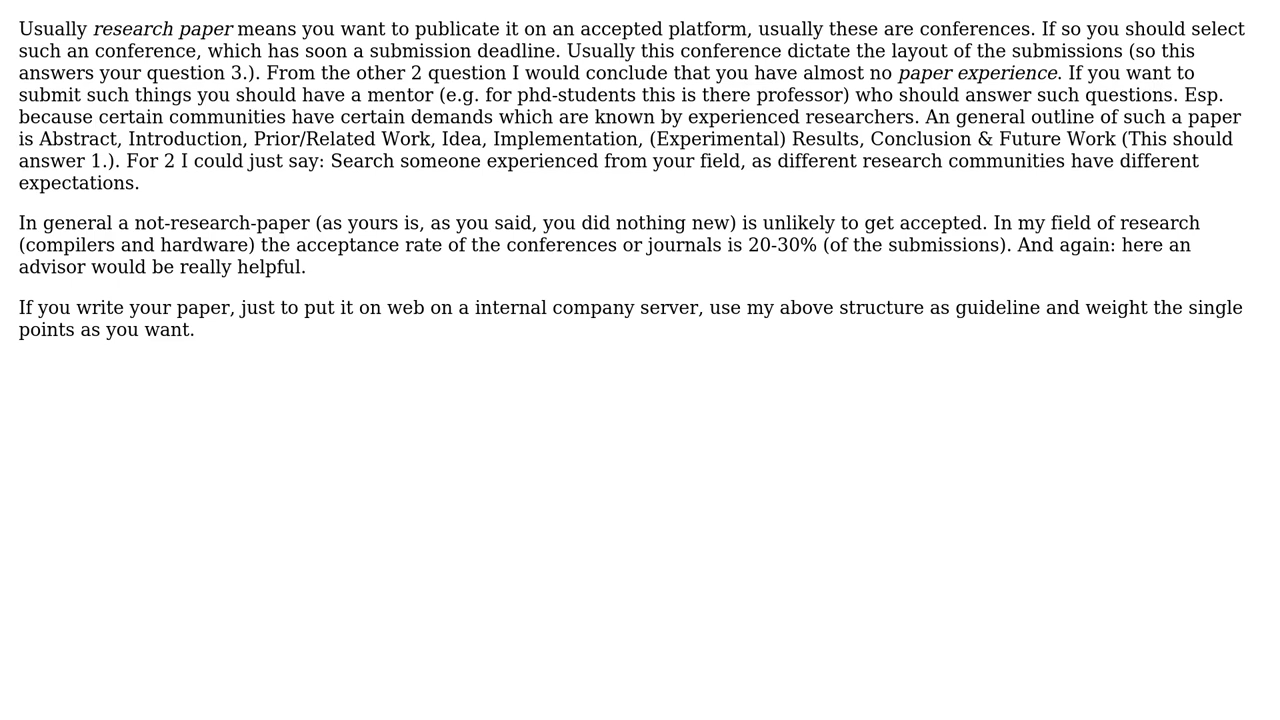 Usually research paper means you want to publicate it on an accepted platform, usually these are conferences. If so you should select
such an conference, which has soon a submission deadline. Usually this conference dictate the layout of the submissions (so this
answers your question 3.). From the other 2 question I would conclude that you have almost no paper experience. If you want to
submit such things you should have a mentor (e.g. for phd-students this is there professor) who should answer such questions. Esp.
because certain communities have certain demands which are known by experienced researchers. An general outline of such a paper
is Abstract, Introduction, Prior/Related Work, Idea, Implementation, (Experimental) Results, Conclusion & Future Work (This should
answer 1.). For 2 I could just say: Search someone experienced from your field, as different research communities have different
expectations.
In general a not-research-paper (as yours is, as you said, you did nothing new) is unlikely to get accepted. In my field of research
(compilers and hardware) the acceptance rate of the conferences or journals is 20-30% (of the submissions). And again: here an
advisor would be really helpful.
If you write your paper, just to put it on web on a internal company server, use my above structure as guideline and weight the single
points as you want.